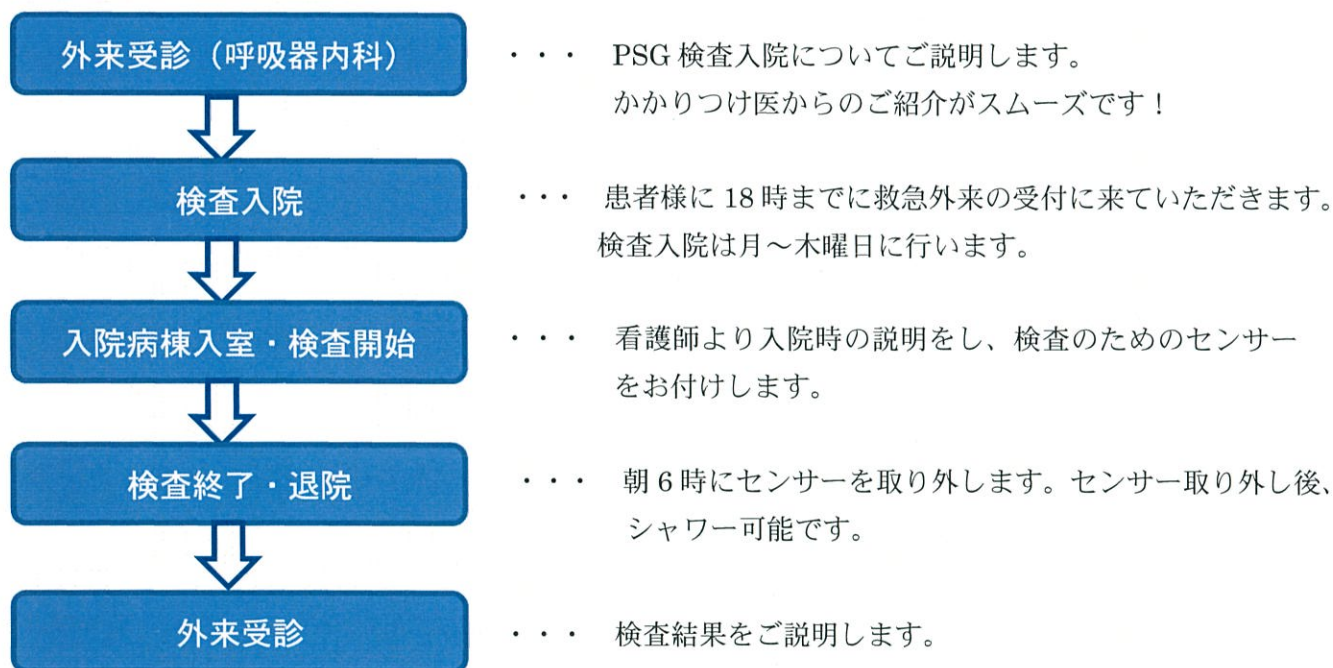 外来受診（呼吸器内科）
・・・ PSG 検査入院についてご説明します。
かかりつけ医からのご紹介がスムーズです！
検査入院
・・・ 患者様に 18 時までに救急外来の受付に来ていただきます。
検査入院は月～木曜日に行います。
入院病棟入室・検査開始
・・・ 看護師より入院時の説明をし、検査のためのセンサー
をお付けします。
検査終了・退院
・・・ 朝 6 時にセンサーを取り外します。センサー取り外し後、
シャワー可能です。
外来受診
・・・ 検査結果をご説明します。